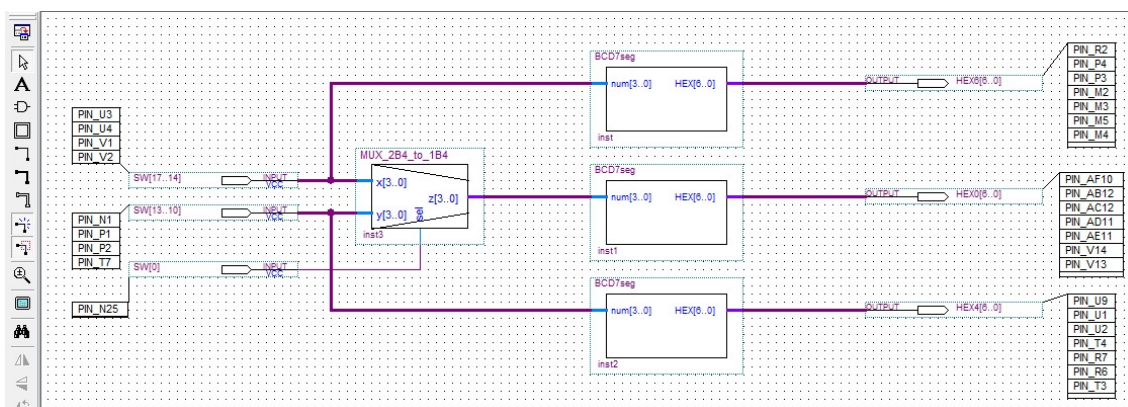 BCD7seg
num[3..0] HEX[6..0]
inst
OUTPUT HEX6[6..0]
PIN_R2
PIN_P4
PIN_P3
PIN_M2
PIN_M3
PIN_M5
PIN_M4
PIN_U3
PIN_U4
PIN_V1
PIN_V2
SW[17..14] INPUT
VCC
MUX_2B4_to_1B4
x[3..0]
z[3..0]
y[3..0]
sel
inst3
SW[13..10] INPUT
VCC
PIN_N1
PIN_P1
PIN_P2
PIN_T7
SW[0] INPUT
VCC
PIN_N25
BCD7seg
num[3..0] HEX[6..0]
inst1
OUTPUT HEX0[6..0]
PIN_AF10
PIN_AB12
PIN_AC12
PIN_AD11
PIN_AE11
PIN_V14
PIN_V13
BCD7seg
num[3..0] HEX[6..0]
inst2
OUTPUT HEX4[6..0]
PIN_U9
PIN_U1
PIN_U2
PIN_T4
PIN_R7
PIN_R6
PIN_T3